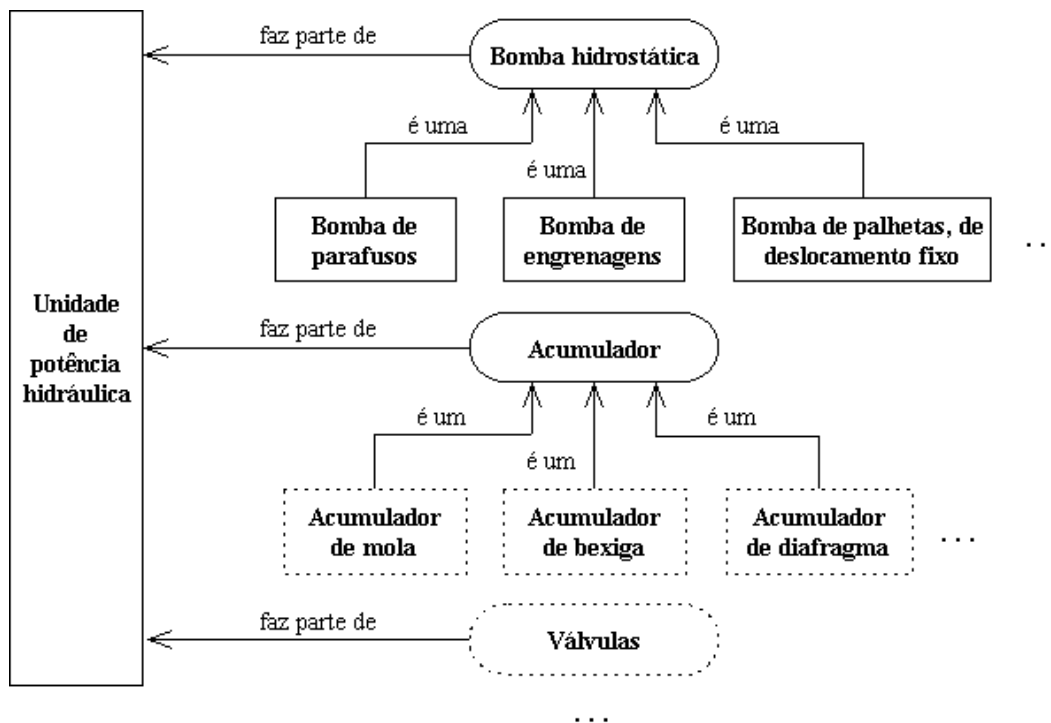 faz parte de
Bomba hidrostática
é uma
é uma
é uma
Bomba de
parafusos
Bomba de
engrenagens
Bomba de palhetas, de
deslocamento fixo
. .
Unidade
de
potência
hidráulica
faz parte de
Acumulador
é um
é um
é um
Acumulador
de mola
Acumulador
de bexiga
Acumulador
de diafragma
. . .
faz parte de
Válvulas
. . .